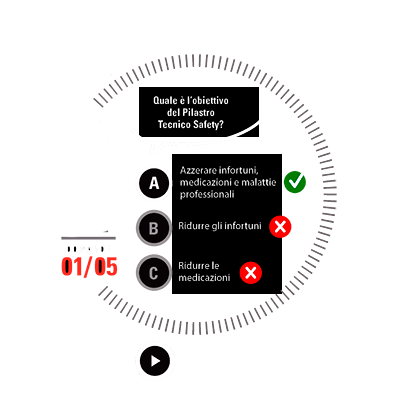 Quale è l'obiettivo
del Pilastro
Tecnico Safety?
A
Azzerare infortuni,
medicazioni e malattie
professionali
B
Ridurre gli infortuni
C
Ridurre le
medicazioni
01/05